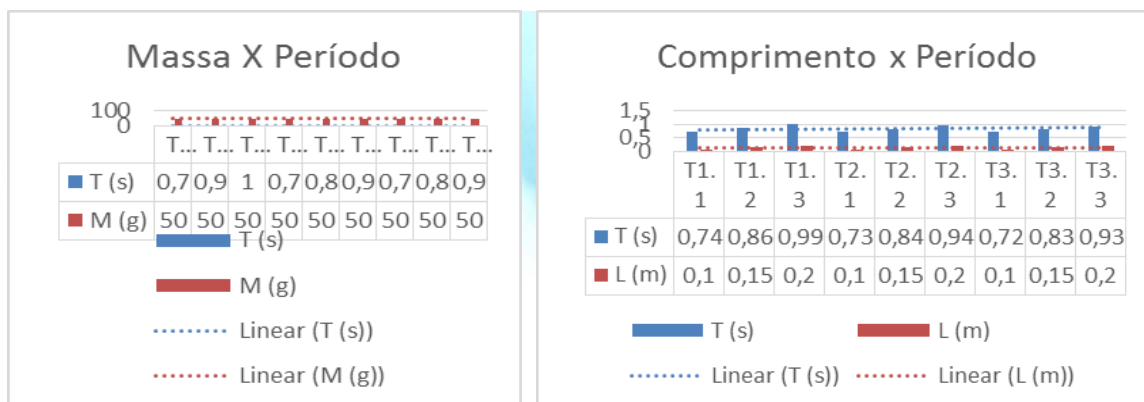 Massa X Período
100
0
T... T... T... T... T... T... T... T... T...
T (s) 0,7 0,9 1 0,7 0,8 0,9 0,7 0,8 0,9
M (g) 50 50 50 50 50 50 50 50 50
T (s)
M (g)
Linear (T (s))
Linear (M (g))
Comprimento x Período
1,5
1
0,5
0
T1.1 T1.2 T1.3 T2.1 T2.2 T2.3 T3.1 T3.2 T3.3
T (s) 0,74 0,86 0,99 0,73 0,84 0,94 0,72 0,83 0,93
L (m) 0,1 0,15 0,2 0,1 0,15 0,2 0,1 0,15 0,2
T (s) L (m)
Linear (T (s)) Linear (L (m))